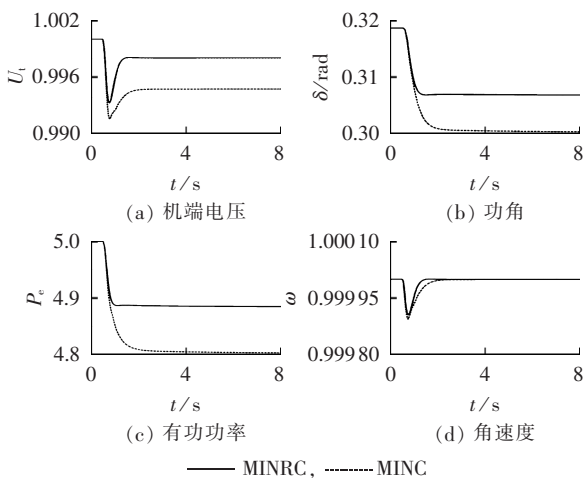 1.002
0.996
0.990
U_t
0 4 8
t/s
(a) 机端电压
0.32
0.31
0.30
δ/rad
0 4 8
t/s
(b) 功角
5.0
4.9
4.8
P_e
0 4 8
t/s
(c) 有功功率
1.000 10
0.999 95
0.999 80
ω
0 4 8
t/s
(d) 角速度
MINRC, MINC